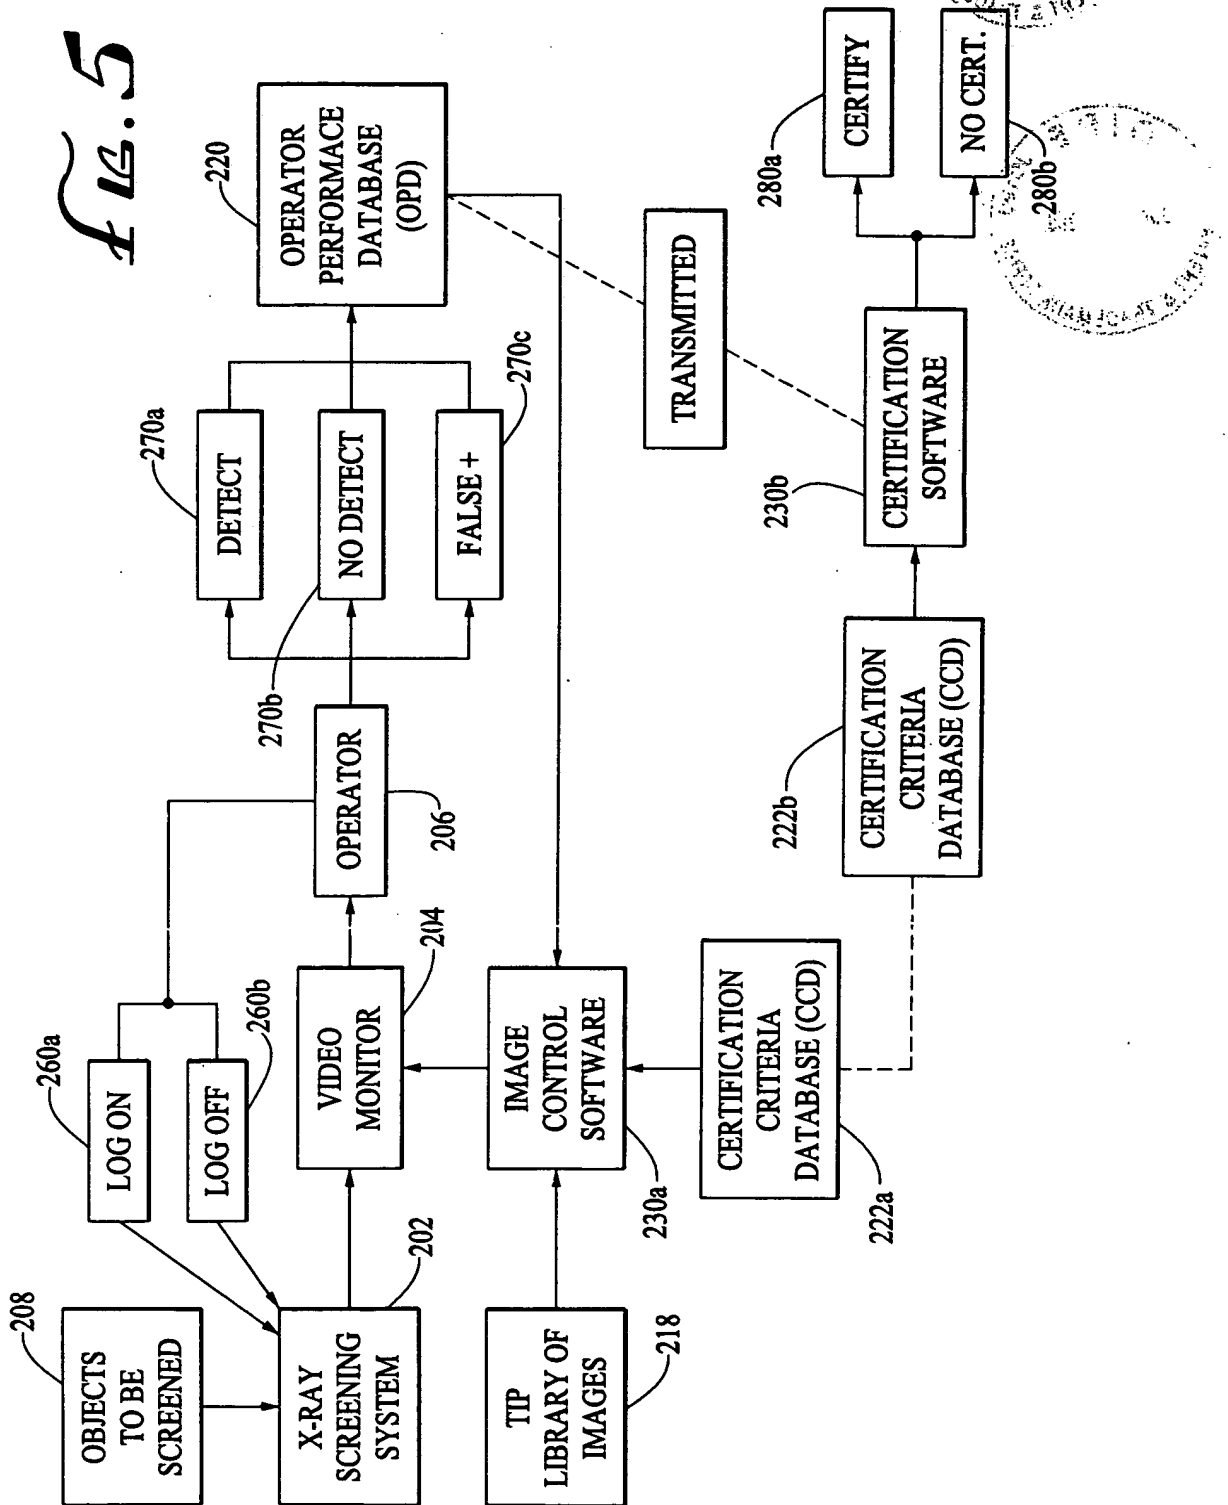 Fig. 5
208
OBJECTS
TO BE
SCREENED
260a
LOG ON
LOG OFF
260b
X-RAY
SCREENING
SYSTEM
202
VIDEO
MONITOR
204
OPERATOR
206
270a
DETECT
270b
NO DETECT
FALSE +
270c
220
OPERATOR
PERFORMACE
DATABASE
(OPD)
TIP
LIBRARY OF
IMAGES
218
IMAGE
CONTROL
SOFTWARE
230a
CERTIFICATION
CRITERIA
DATABASE (CCD)
222a
TRANSMITTED
222b
CERTIFICATION
CRITERIA
DATABASE (CCD)
230b
CERTIFICATION
SOFTWARE
280a
CERTIFY
NO CERT.
280b